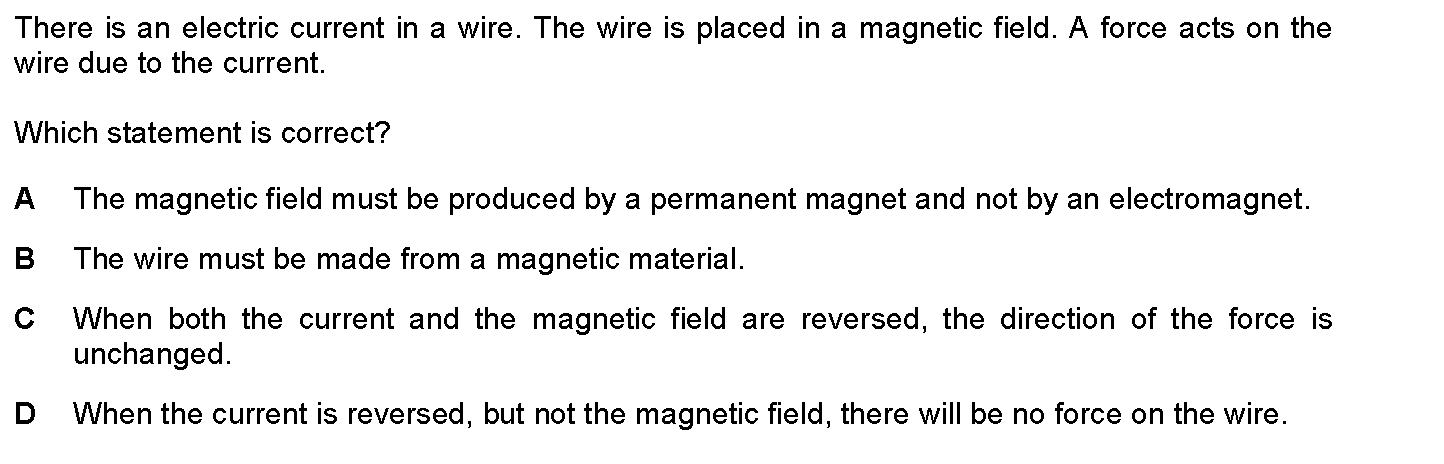 There is an electric current in a wire. The wire is placed in a magnetic field. A force acts on the
wire due to the current.
Which statement is correct?
A The magnetic field must be produced by a permanent magnet and not by an electromagnet.
B The wire must be made from a magnetic material.
C When both the current and the magnetic field are reversed, the direction of the force is
unchanged.
D When the current is reversed, but not the magnetic field, there will be no force on the wire.